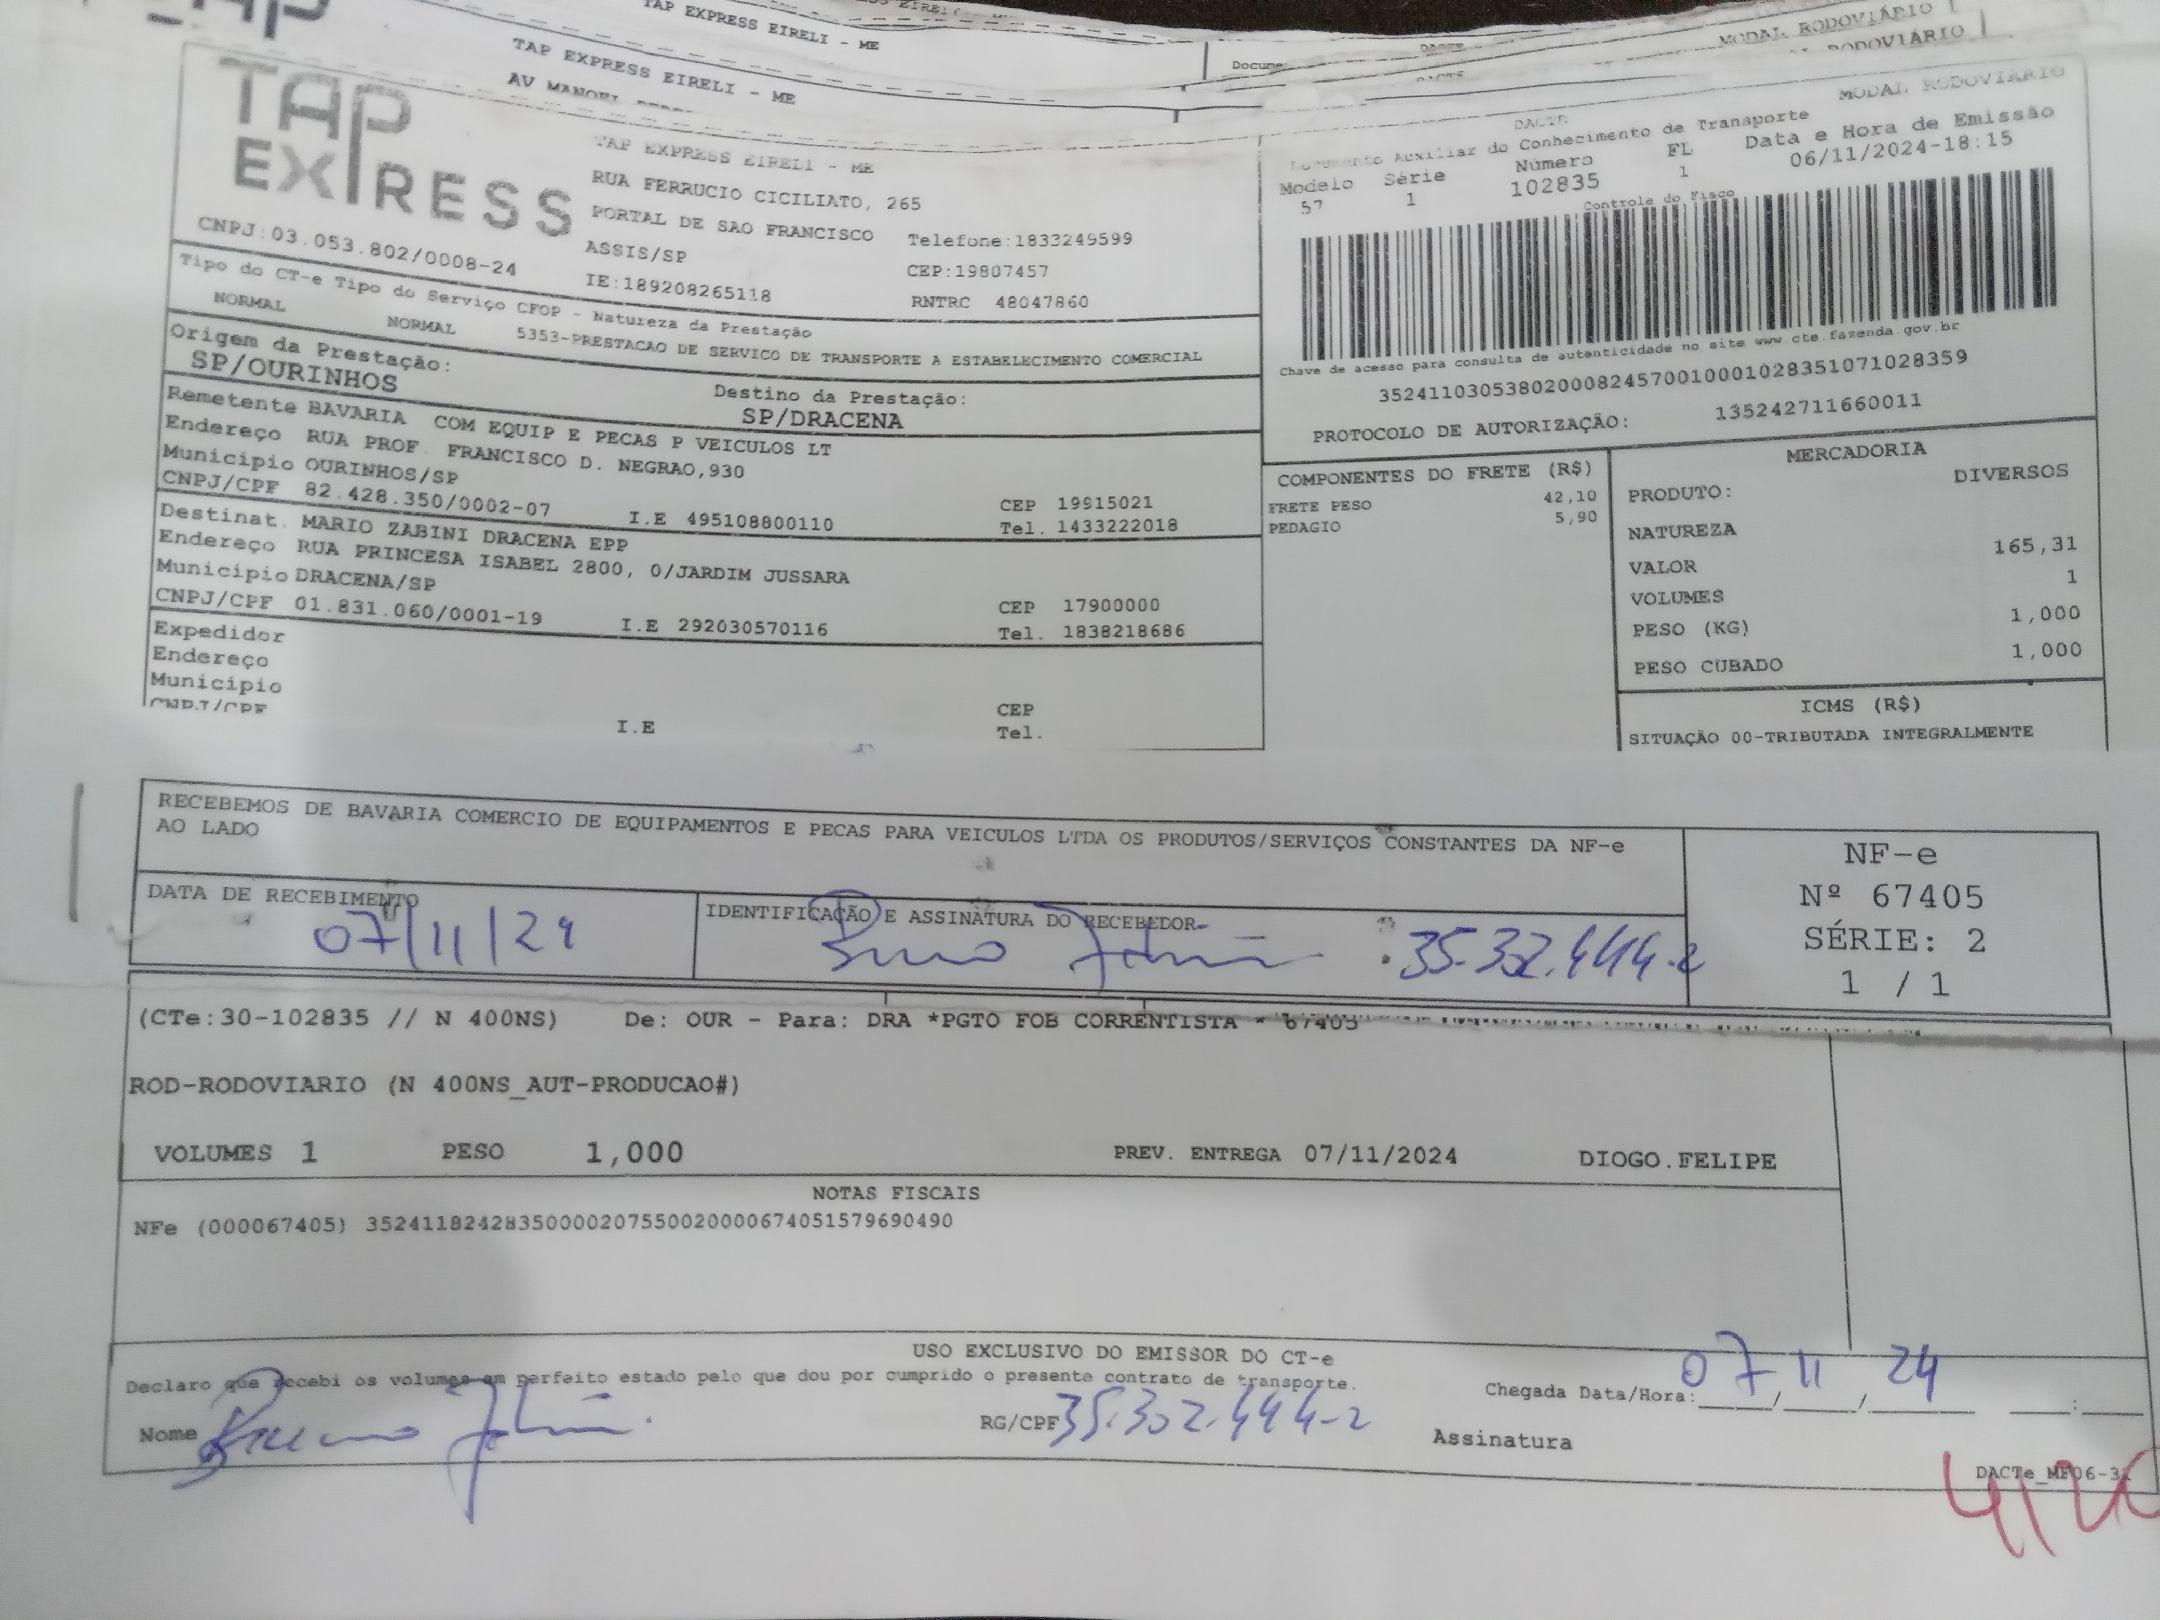 TAP EXPRESS EIRELI - ME
TAP EXPRESS EIRELI - ME
AV MANOEL
Docume
DACTE
MODAL RODOVIÁRIO
RODOVIÁRIO
DACTE
MODAL RODOVIÁRIO
TAP
EXPRESS
TAP EXPRESS EIRELI - ME
RUA FERRUCIO CICILIATO, 265
PORTAL DE SAO FRANCISCO Telefone:1833249599
ASSIS/SP CEP:19807457
IE:189208265118 RNTRC 48047860
CNPJ:03.053.802/0008-24
DACTE
Documento Auxiliar do Conhecimento de Transporte
Modelo Série Número FL Data e Hora de Emissão
57 1 102835 1 06/11/2024-18:15
Controle do Fisco
Chave de acesso para consulta de autenticidade no site www.cte.fazenda.gov.br
35241103053802000824570010001028351071028359
PROTOCOLO DE AUTORIZAÇÃO: 135242711660011
Tipo do CT-e Tipo do Serviço CFOP - Natureza da Prestação
NORMAL NORMAL 5353-PRESTACAO DE SERVICO DE TRANSPORTE A ESTABELECIMENTO COMERCIAL
Origem da Prestação: Destino da Prestação:
SP/OURINHOS SP/DRACENA
Remetente BAVARIA COM EQUIP E PECAS P VEICULOS LT
Endereço RUA PROF. FRANCISCO D. NEGRAO,930
Município OURINHOS/SP CEP 19915021
CNPJ/CPF 82.428.350/0002-07 I.E 495108800110 Tel. 1433222018
Destinat. MARIO ZABINI DRACENA EPP
Endereço RUA PRINCESA ISABEL 2800, 0/JARDIM JUSSARA
Município DRACENA/SP CEP 17900000
CNPJ/CPF 01.831.060/0001-19 I.E 292030570116 Tel. 1838218686
Expedidor
Endereço
Município CEP
CNPJ/CPF I.E Tel.
COMPONENTES DO FRETE (R$)
FRETE PESO 42,10
PEDAGIO 5,90
MERCADORIA
PRODUTO: DIVERSOS
NATUREZA
VALOR 165,31
VOLUMES 1
PESO (KG) 1,000
PESO CUBADO 1,000
ICMS (R$)
SITUAÇÃO 00-TRIBUTADA INTEGRALMENTE
RECEBEMOS DE BAVARIA COMERCIO DE EQUIPAMENTOS E PECAS PARA VEICULOS LTDA OS PRODUTOS/SERVIÇOS CONSTANTES DA NF-e
AO LADO
DATA DE RECEBIMENTO
07/11/24
IDENTIFICAÇÃO E ASSINATURA DO RECEBEDOR
Bruno 35.302.444-2
NF-e
Nº 67405
SÉRIE: 2
1 / 1
(CTe:30-102835 // N 400NS) De: OUR - Para: DRA *PGTO FOB CORRENTISTA * 67405
ROD-RODOVIARIO (N 400NS_AUT-PRODUCAO#)
VOLUMES 1 PESO 1,000 PREV. ENTREGA 07/11/2024 DIOGO.FELIPE
NOTAS FISCAIS
NFe (000067405) 35241182428350000207550020000674051579690490
USO EXCLUSIVO DO EMISSOR DO CT-e
Declaro que recebi os volumes em perfeito estado pelo que dou por cumprido o presente contrato de transporte.
Chegada Data/Hora: 07/11/24 :
Nome Bruno RG/CPF 35.302.444-2 Assinatura